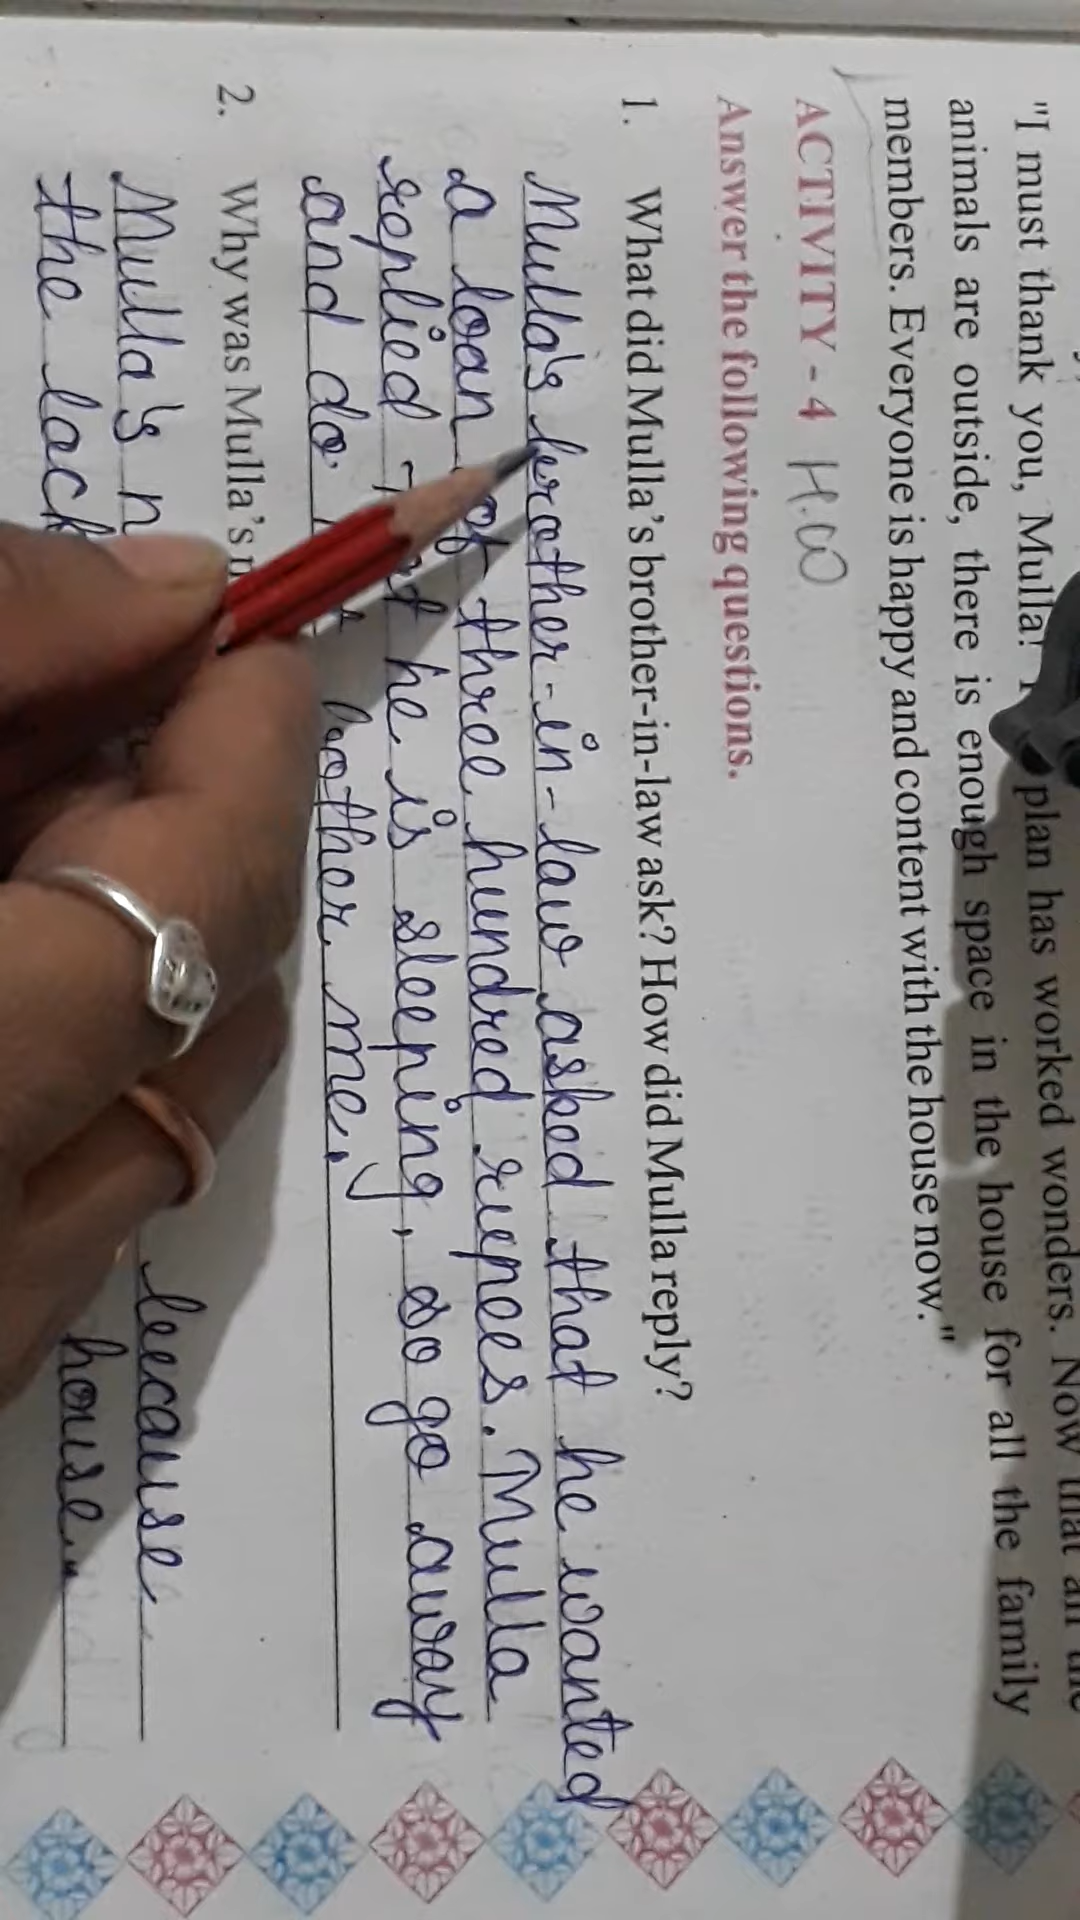 "I must thank you, Mulla! plan has worked wonders. Now that all the
animals are outside, there is enough space in the house for all the family
members. Everyone is happy and content with the house now."
ACTIVITY - 4 H.W
Answer the following questions.
1. What did Mulla's brother-in-law ask? How did Mulla reply?
Mulla's brother-in-law asked that he wanted
a loan of three hundred rupees. Mulla
replied he is sleeping, so go away
and do bother me.
2. Why was Mulla's
Mulla's because
the house.